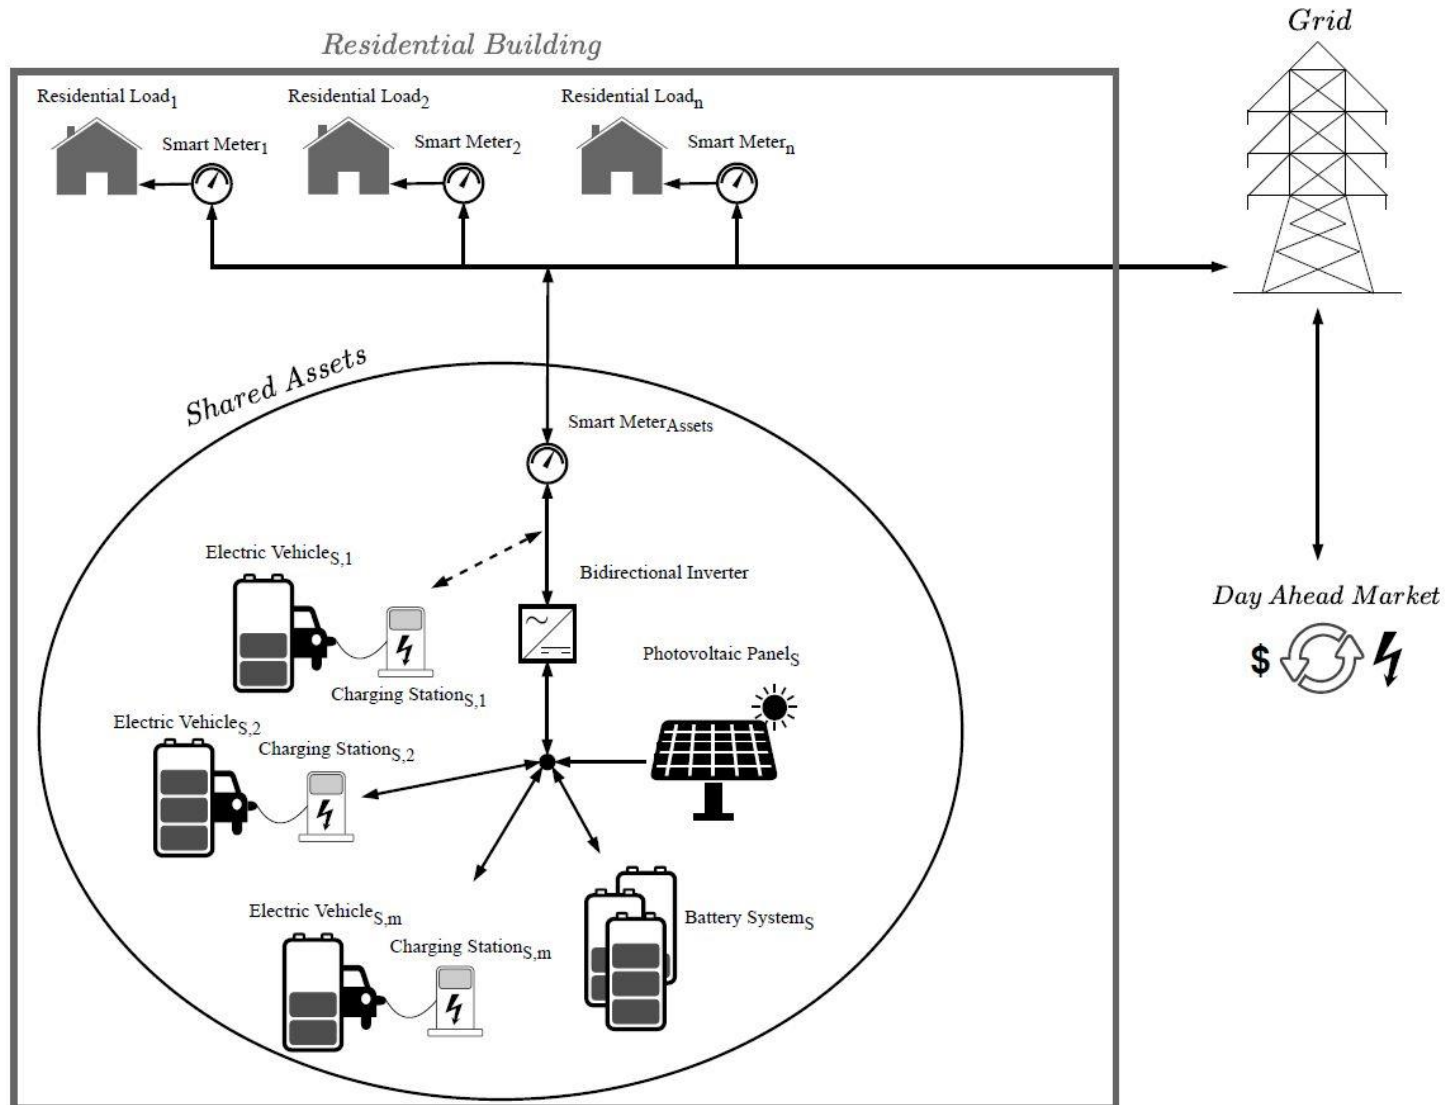 Grid
Residential Building
Residential Load1
Residential Load2
Residential Loadn
Smart Meter1
Smart Meter2
Smart Metern
Shared Assets
Smart MeterAssets
Electric VehicleS,1
Bidirectional Inverter
Day Ahead Market
$
Photovoltaic PanelS
Charging StationS,1
Electric VehicleS,2
Charging StationS,2
Electric VehicleS,m
Battery SystemS
Charging StationS,m